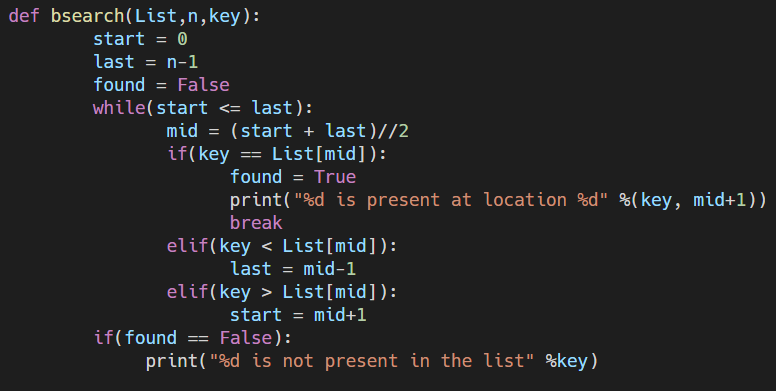 def bsearch(List,n,key):
        start = 0
        last = n-1
        found = False
        while(start <= last):
               mid = (start + last)//2
               if(key == List[mid]):
                     found = True
                     print("%d is present at location %d" %(key, mid+1))
                     break
               elif(key < List[mid]):
                     last = mid-1
               elif(key > List[mid]):
                     start = mid+1
        if(found == False):
             print("%d is not present in the list" %key)